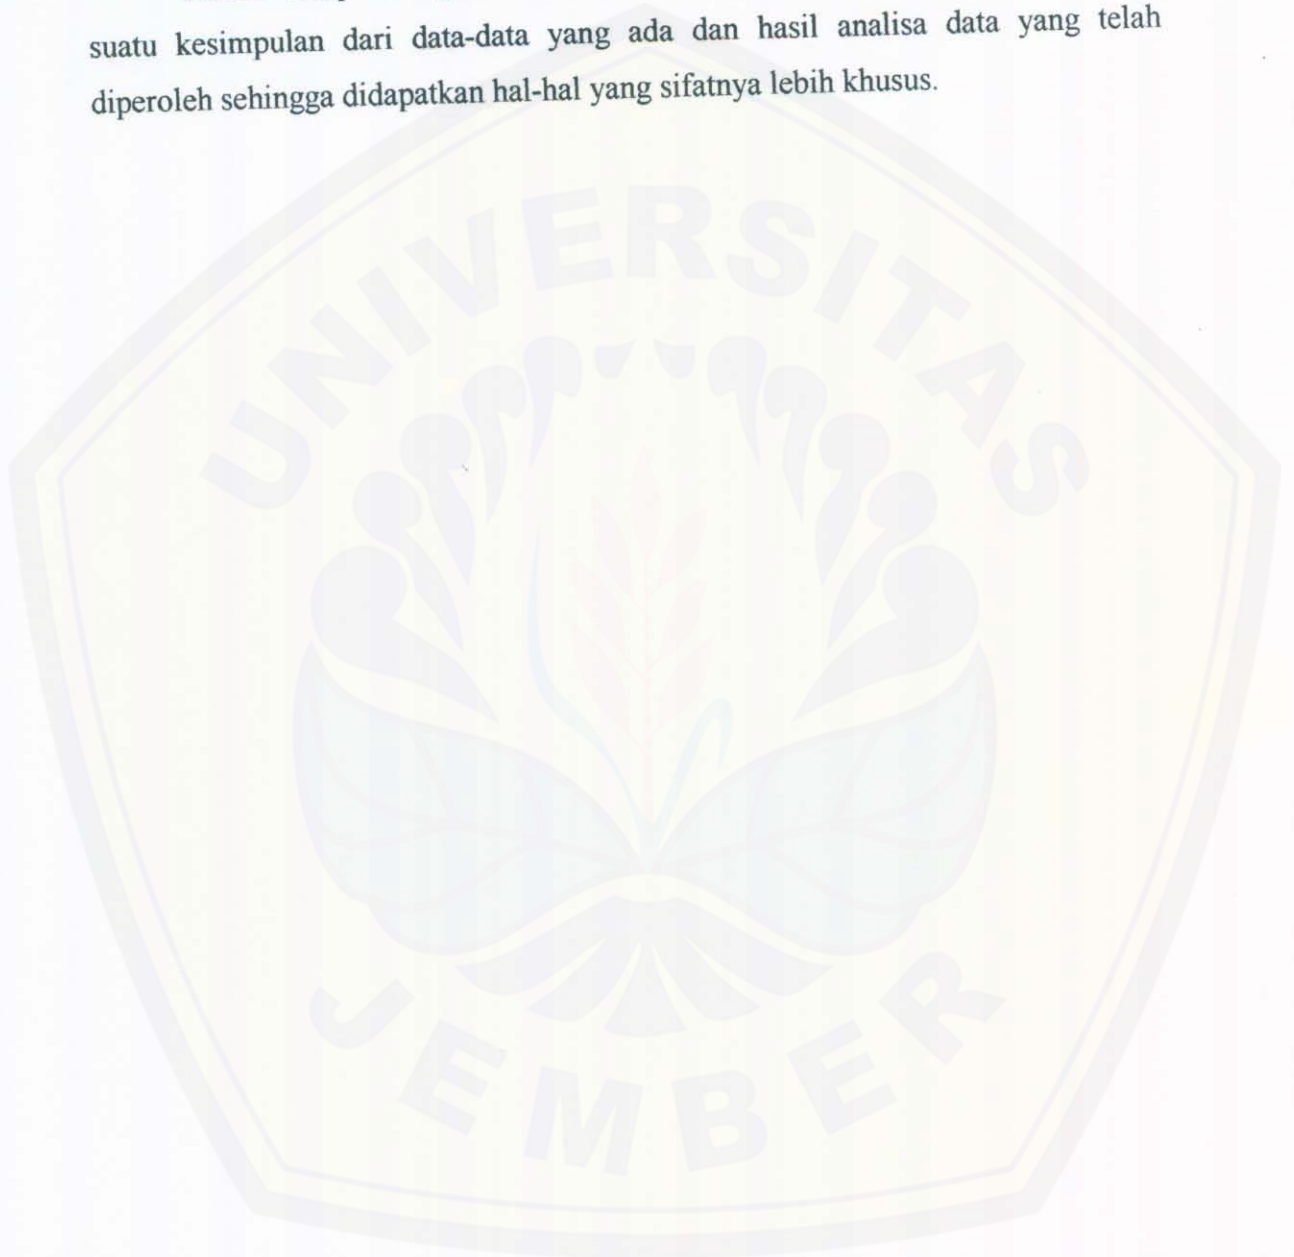 suatu kesimpulan dari data-data yang ada dan hasil analisa data yang telah
diperoleh sehingga didapatkan hal-hal yang sifatnya lebih khusus.
UNIVERSITAS
JEMBER